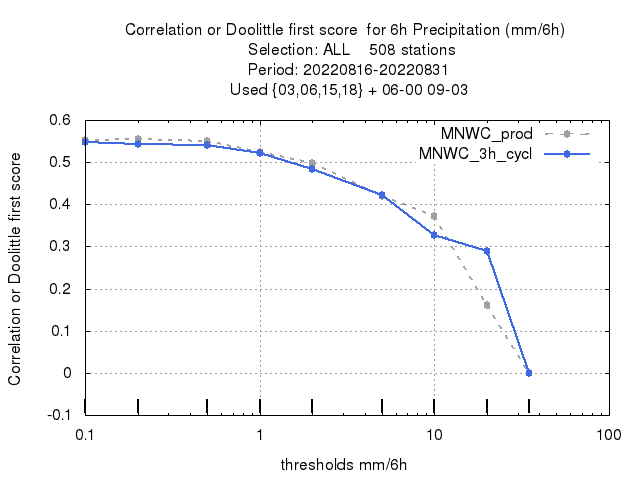 Correlation or Doolittle first score  for 6h Precipitation (mm/6h)
Selection: ALL    508 stations
Period: 20220816-20220831
Used {03,06,15,18} + 06-00 09-03
MNWC_prod
MNWC_3h_cycl
Correlation or Doolittle first score
0.6
0.5
0.4
0.3
0.2
0.1
0
-0.1
0.1 1 10 100
thresholds mm/6h